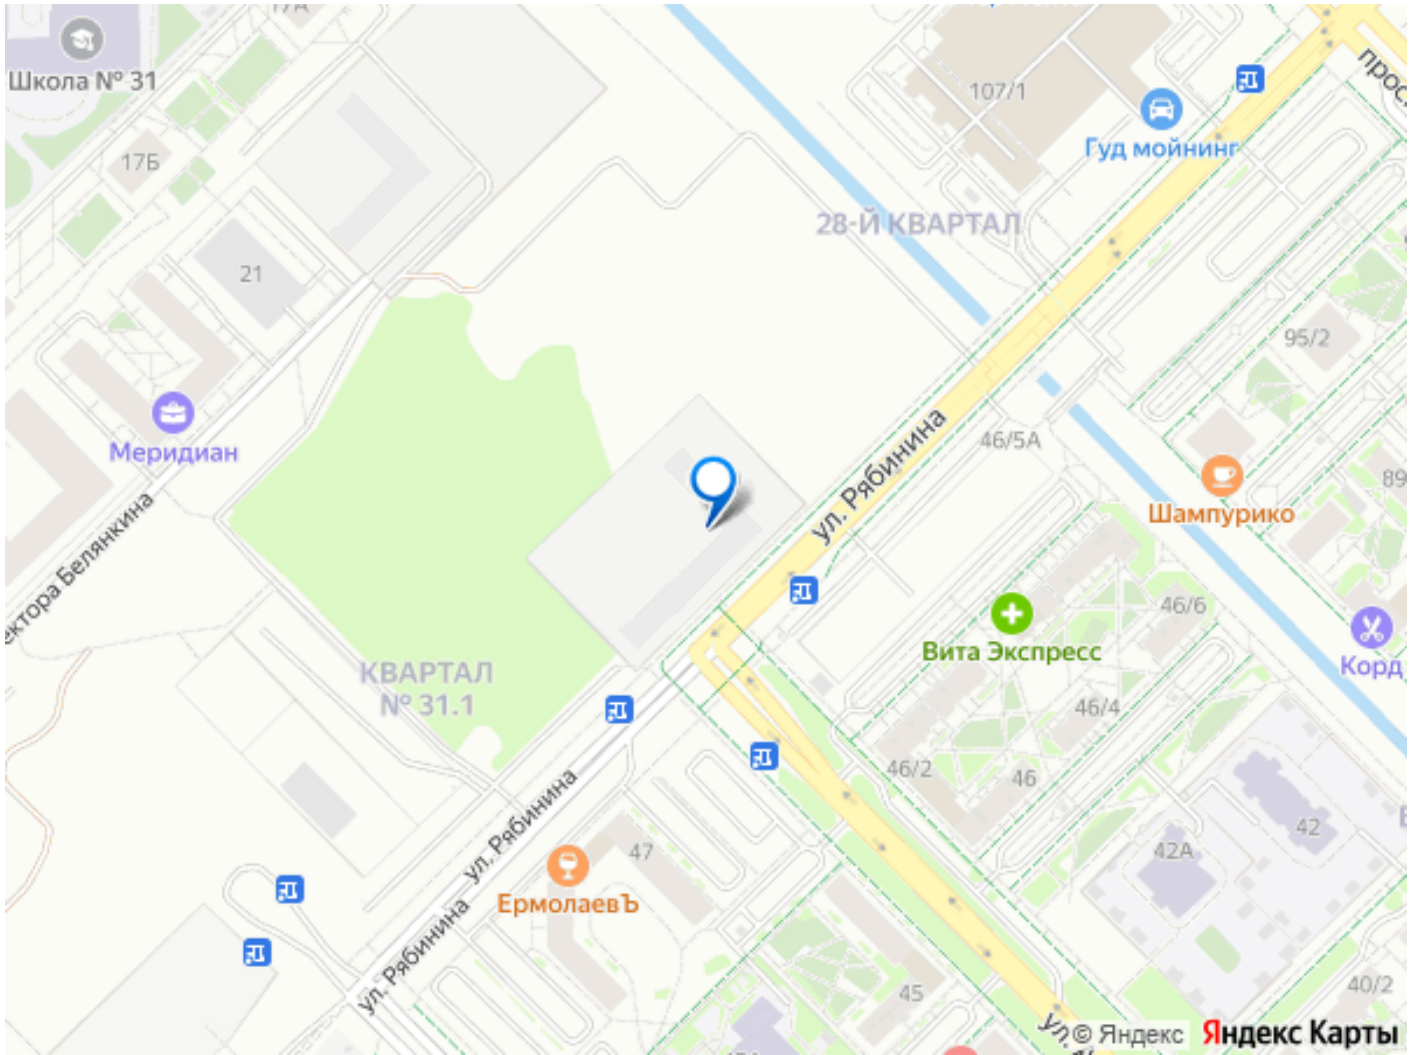 17А
Школа № 31
107/1
Гуд мойнинг
17Б
28-Й КВАРТАЛ
21
95/2
Меридиан
ул. Рябинина
46/5А
89
Шампурико
ектора Белянкина
46/6
Вита Экспресс
Корд
КВАРТАЛ
№ 31.1
46/4
46/2
46
ул. Рябинина
42
47
42А
ЕрмолаевЪ
ул. Рябинина
45
40/2
© Яндекс
Яндекс Карты